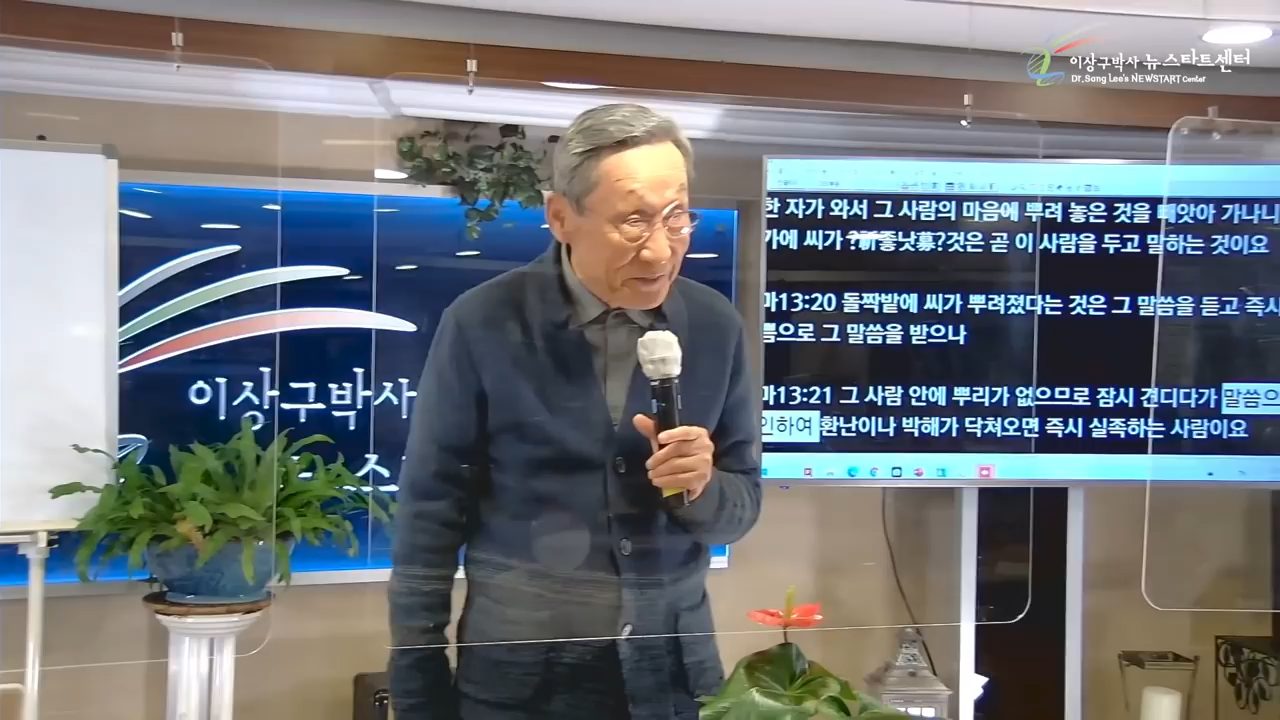 이상구박사 뉴스타트센터
Dr. Sang Lee's NEWSTART Center
한 자가 와서 그 사람의 마음에 뿌려 놓은 것을 빼앗아 가나니
가에 씨가 ?新좋낫募?것은 곧 이 사람을 두고 말하는 것이요
마13:20 돌짝밭에 씨가 뿌려졌다는 것은 그 말씀을 듣고 즉시
쁨으로 그 말씀을 받으나
마13:21 그 사람 안에 뿌리가 없으므로 잠시 견디다가 말씀으
인하여 환난이나 박해가 닥쳐오면 즉시 실족하는 사람이요
이상구박사
스